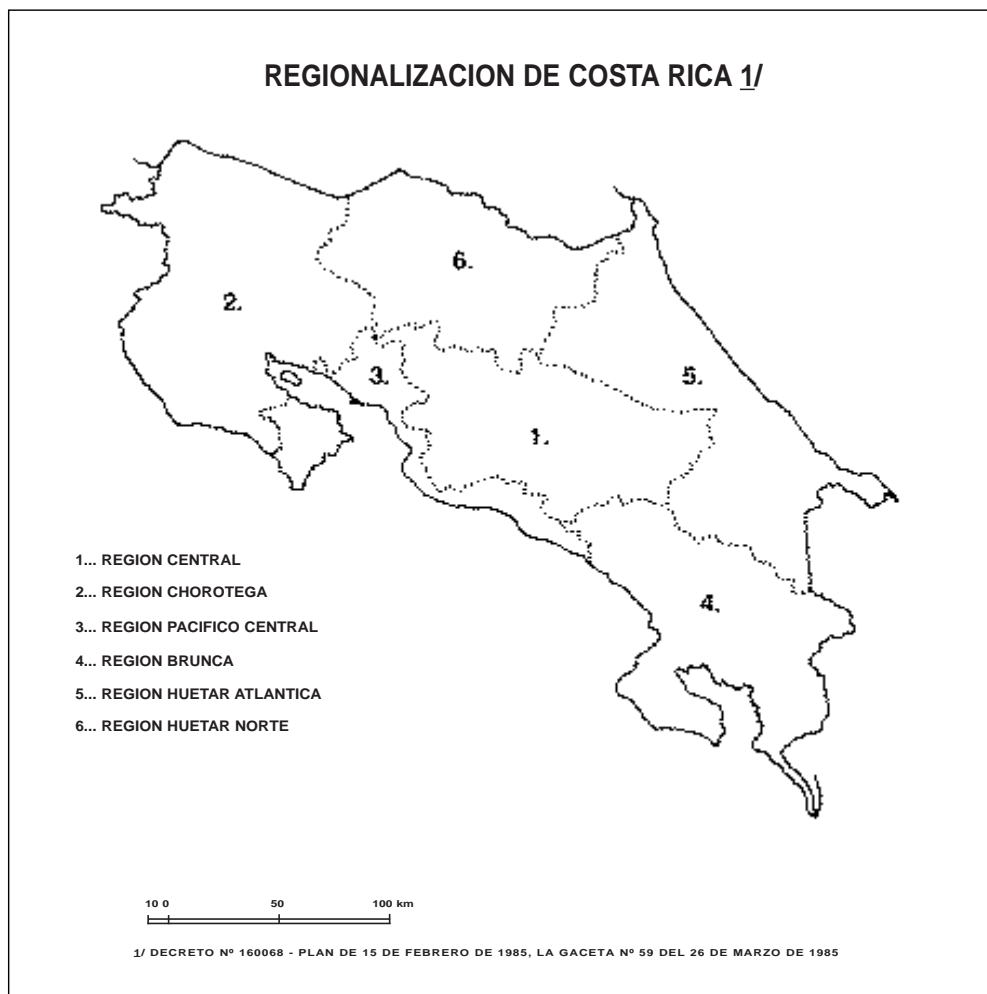 REGIONALIZACION DE COSTA RICA 1/
6.
2.
3.
5.
1.
4.
1... REGION CENTRAL
2... REGION CHOROTEGA
3... REGION PACIFICO CENTRAL
4... REGION BRUNCA
5... REGION HUETAR ATLANTICA
6... REGION HUETAR NORTE
10 0 50 100 km
1/ DECRETO Nº 160068 - PLAN DE 15 DE FEBRERO DE 1985, LA GACETA Nº 59 DEL 26 DE MARZO DE 1985